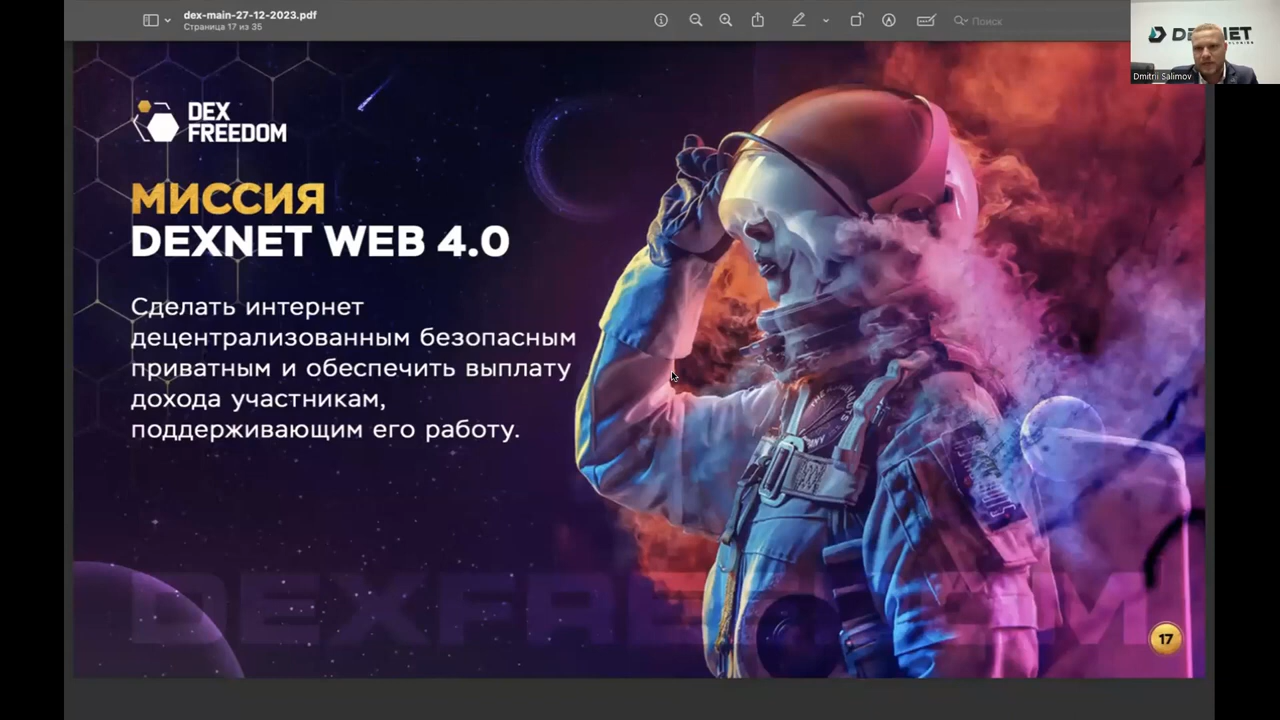 dex-main-27-12-2023.pdf
Страница 17 из 35
Поиск
Dmitrii Salimov
DEX
FREEDOM
МИССИЯ
DEXNET WEB 4.0
Сделать интернет
децентрализованным безопасным
приватным и обеспечить выплату
дохода участникам,
поддерживающим его работу.
DEXFREEDOM
17